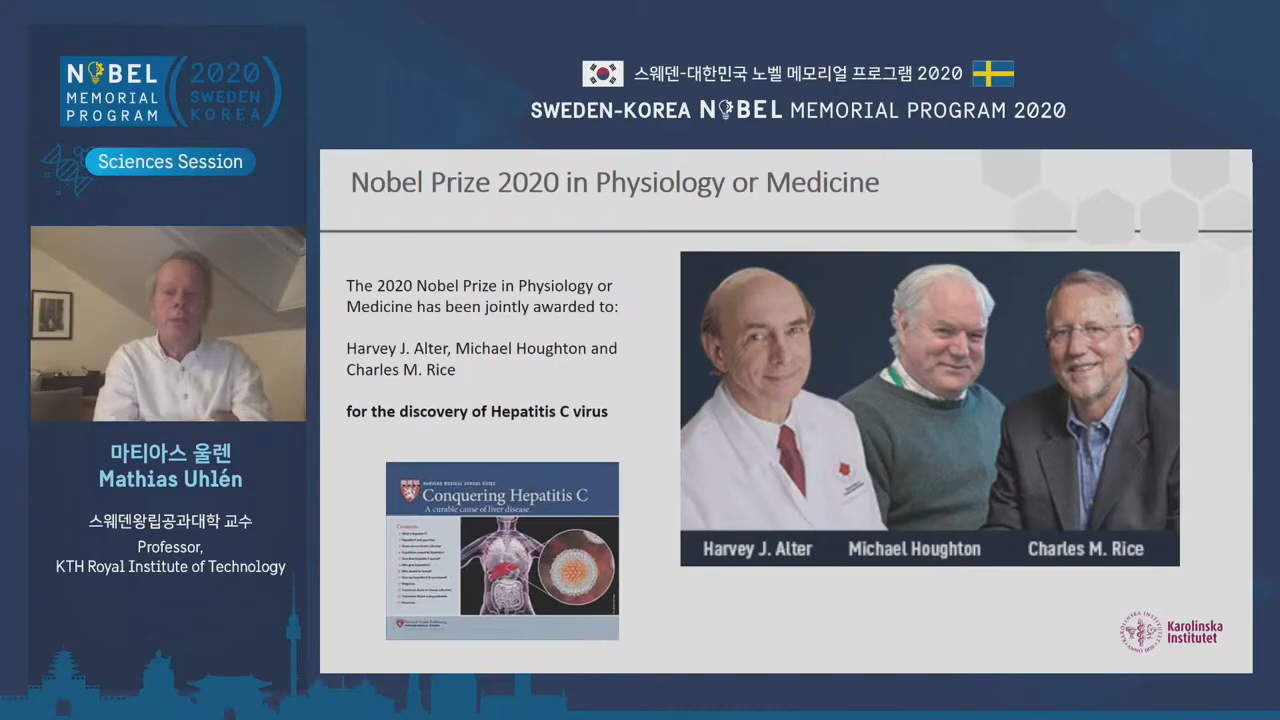 NOBEL
MEMORIAL
PROGRAM
2020
SWEDEN
KOREA
Sciences Session
스웨덴-대한민국 노벨 메모리얼 프로그램 2020
SWEDEN-KOREA NOBEL MEMORIAL PROGRAM 2020
마티아스 울렌
Mathias Uhlén
스웨덴왕립공과대학 교수
Professor,
KTH Royal Institute of Technology
Nobel Prize 2020 in Physiology or Medicine
The 2020 Nobel Prize in Physiology or
Medicine has been jointly awarded to:
Harvey J. Alter, Michael Houghton and
Charles M. Rice
for the discovery of Hepatitis C virus
HARVARD MEDICAL SCHOOL GUIDE
Conquering Hepatitis C
A curable cause of liver disease
Contents
Harvey J. Alter
Michael Houghton
Charles M. Rice
Karolinska
Institutet